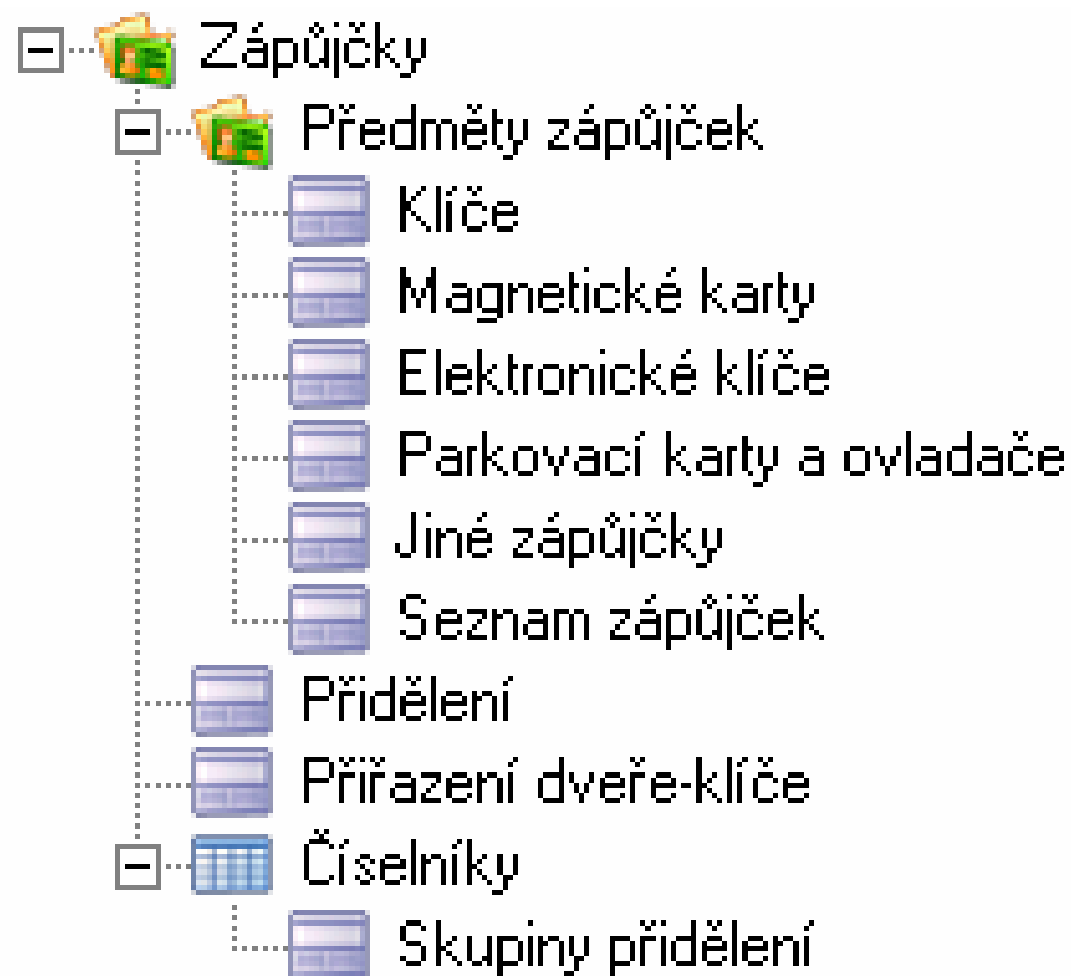 Zápůjčky
Předměty zápůjček
Klíče
Magnetické karty
Elektronické klíče
Parkovací karty a ovladače
Jiné zápůjčky
Seznam zápůjček
Přidělení
Přiřazení dveře-klíče
Číselníky
Skupiny přidělení